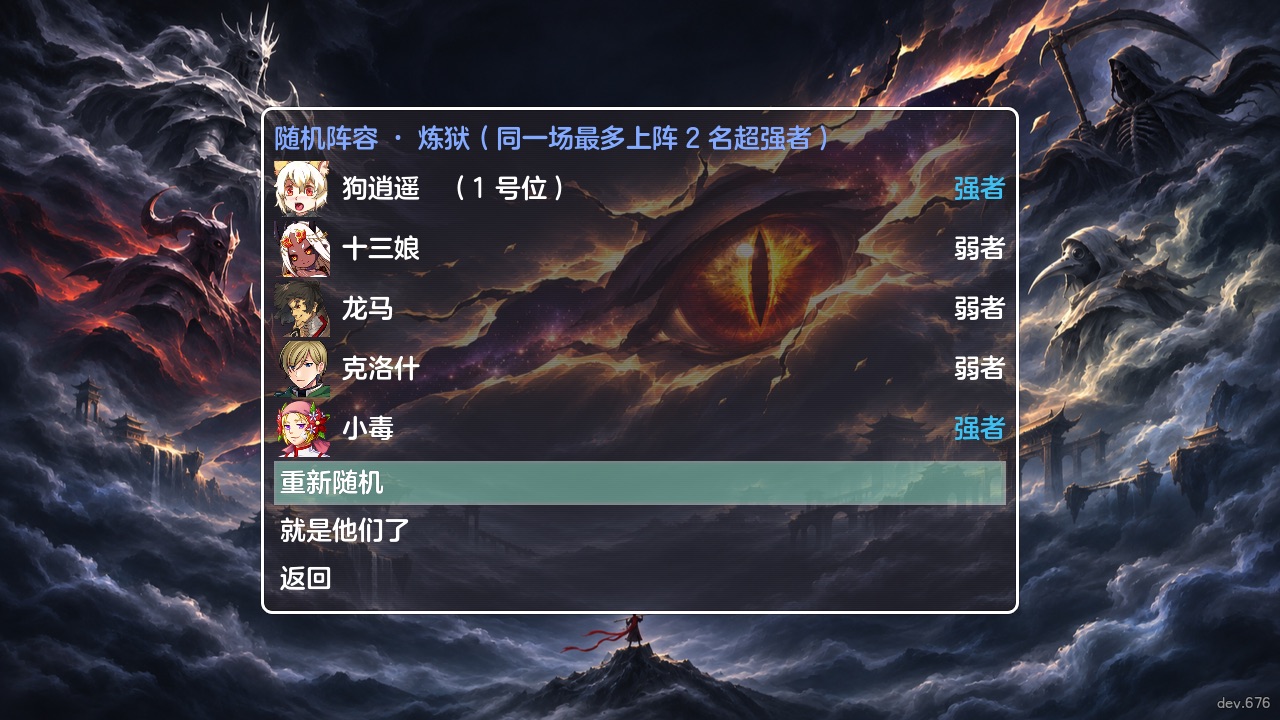 随机阵容 · 炼狱（同一场最多上阵 2 名超强者）
狗逍遥 （1 号位） 强者
十三娘 弱者
龙马 弱者
克洛什 弱者
小毒 强者
重新随机
就是他们了
返回
dev.676